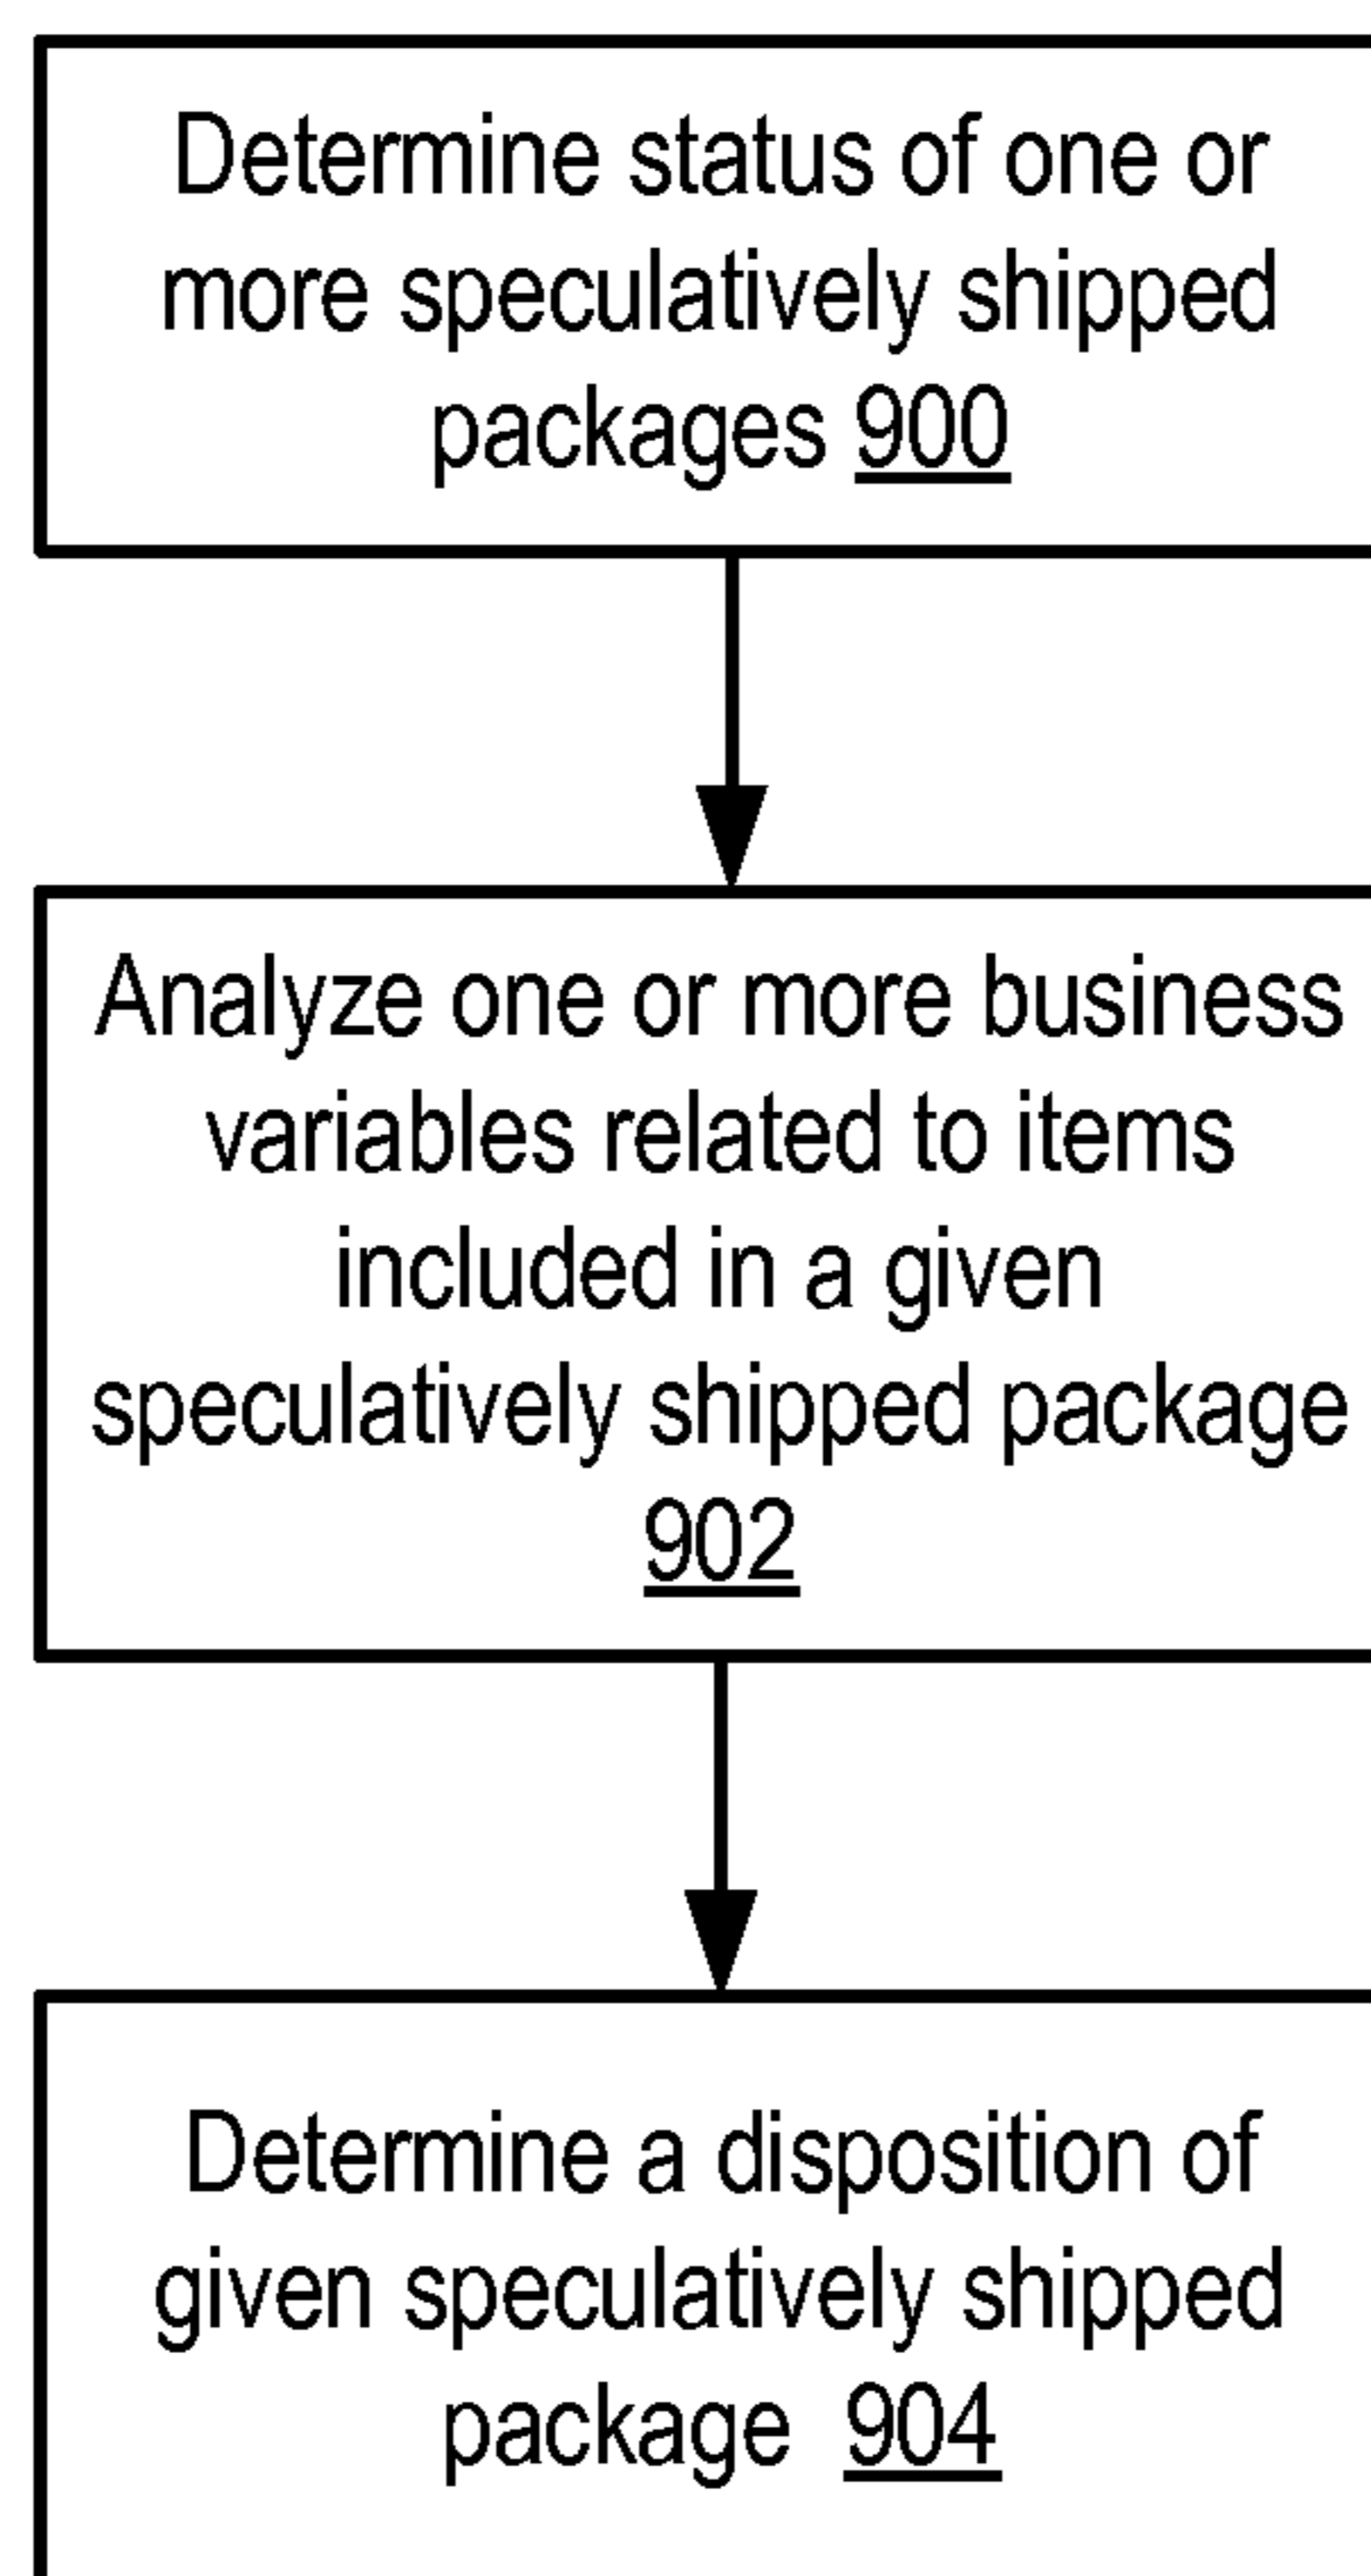 Determine status of one or
more speculatively shipped
packages 900
Analyze one or more business
variables related to items
included in a given
speculatively shipped package
902
Determine a disposition of
given speculatively shipped
package 904